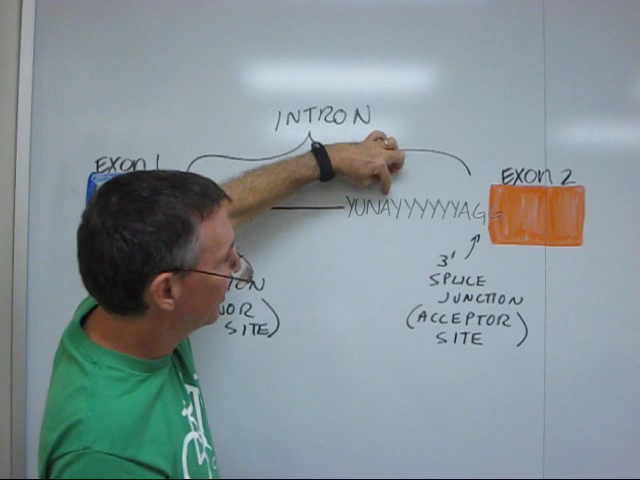 INTRON
EXON 1
EXON 2
YUNAYYYYYYAG
3'
SPLICE
JUNCTION
(ACCEPTOR)
SITE
SITE)